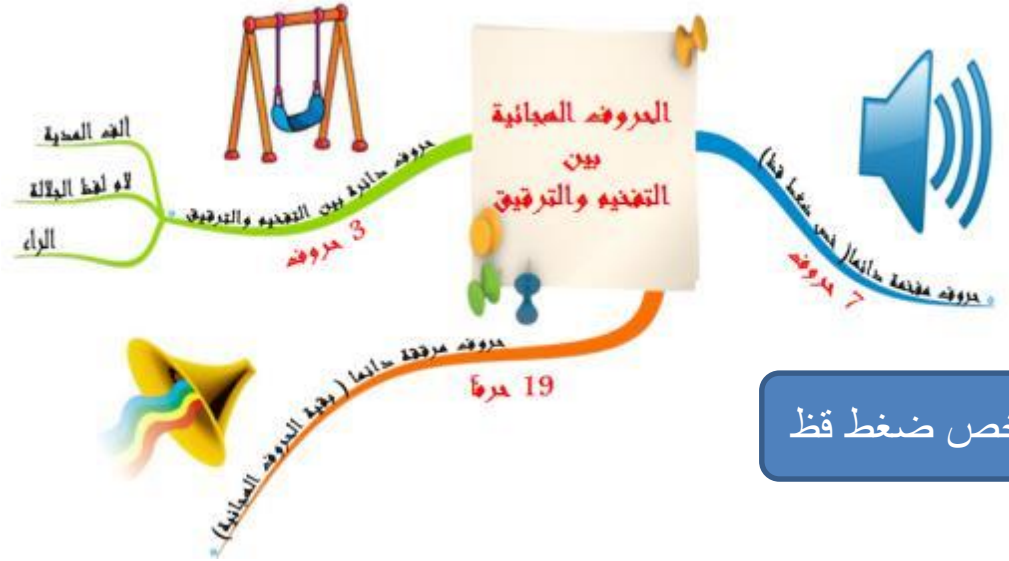 الحروف الهجائية
بين
التفخيم والترقيق
حروف مفخمة دائما( خص ضغط قظ)
7 حروف
حروف دائرة بين التفخيم والترقيق
3 حروف
ألف المدية
لام لفظ الجلالة
الراء
حروف مرققة دائما ( بقية الحروف الهجائية)
19 حرفاً
خص ضغط قظ